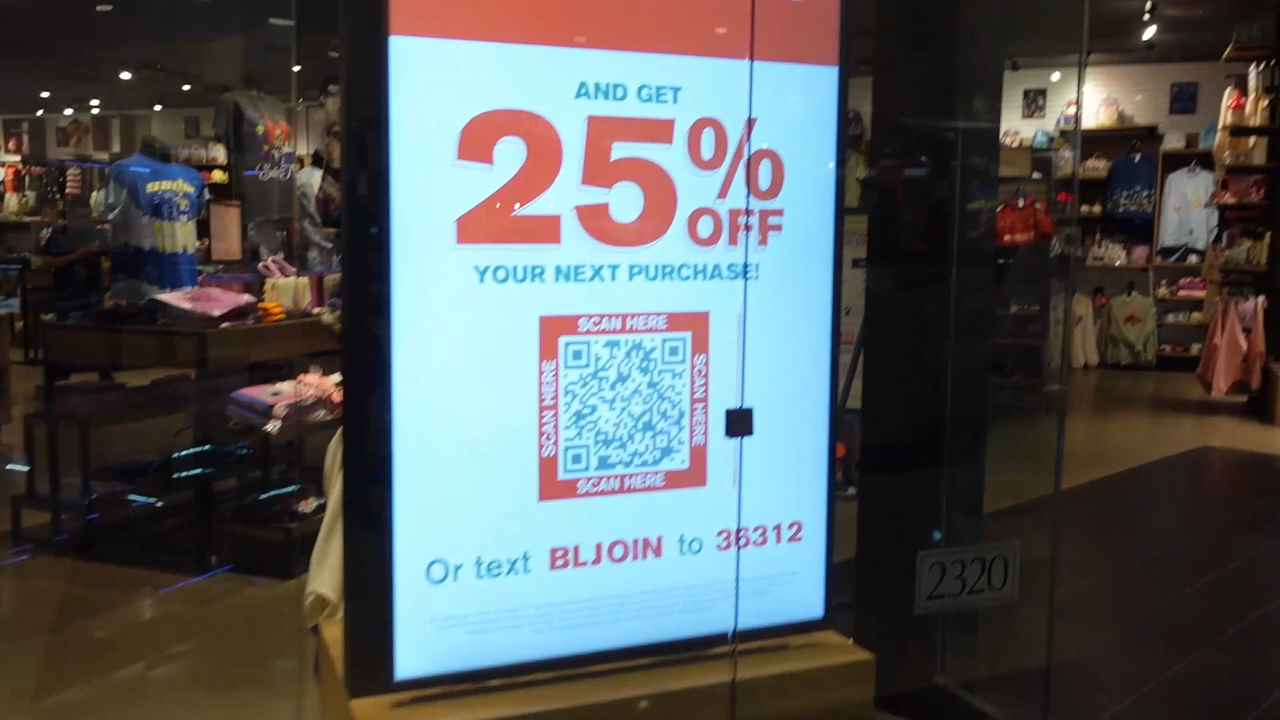 AND GET
25% OFF
YOUR NEXT PURCHASE!
SCAN HERE
SCAN HERE
SCAN HERE
SCAN HERE
Or text BLJOIN to 36312
2320